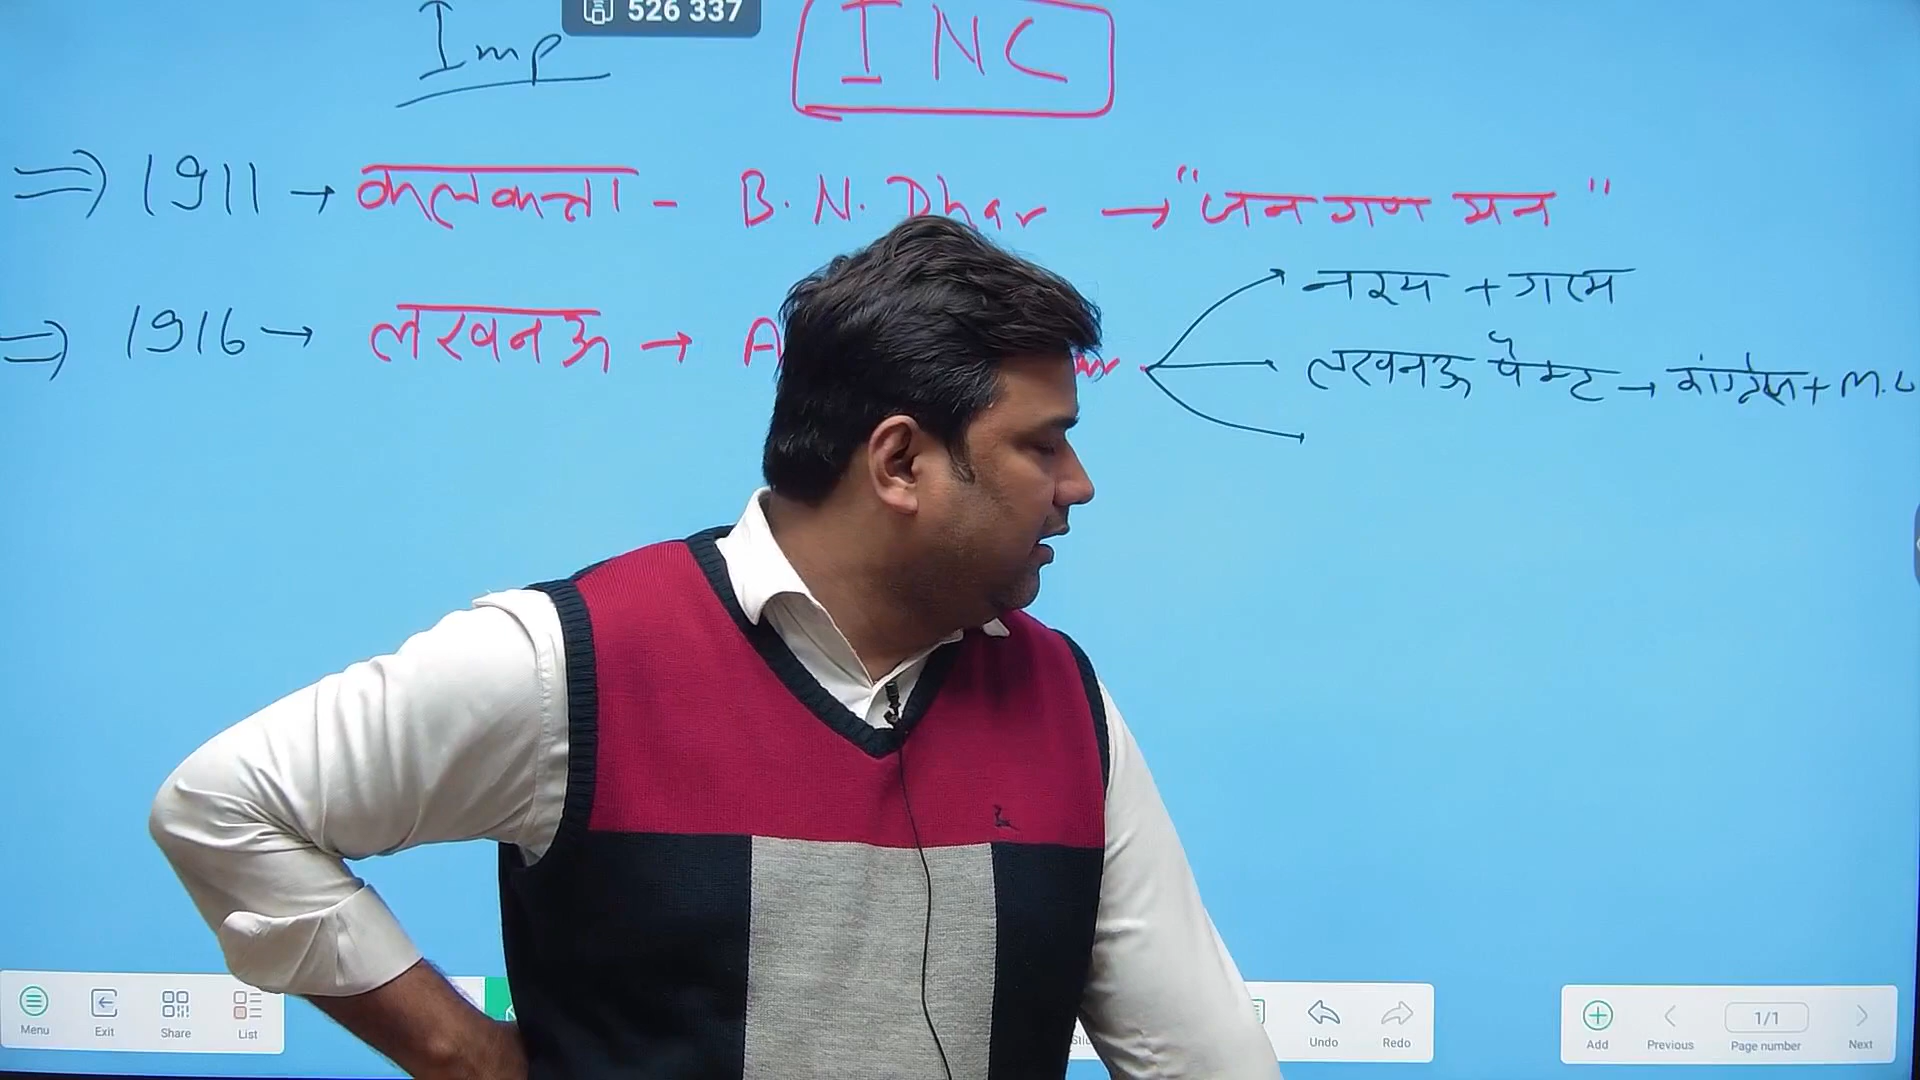 526 337
Imp
INC
⇒ 1911 → कलकत्ता - B. N. Dhar → "जन गण मन"
⇒ 1916 → लखनऊ → A
नरम + गरम
लखनऊ पैक्ट → कांग्रेस + M.L
Menu
Exit
Share
List
Undo
Redo
Add
Previous
1/1
Page number
Next